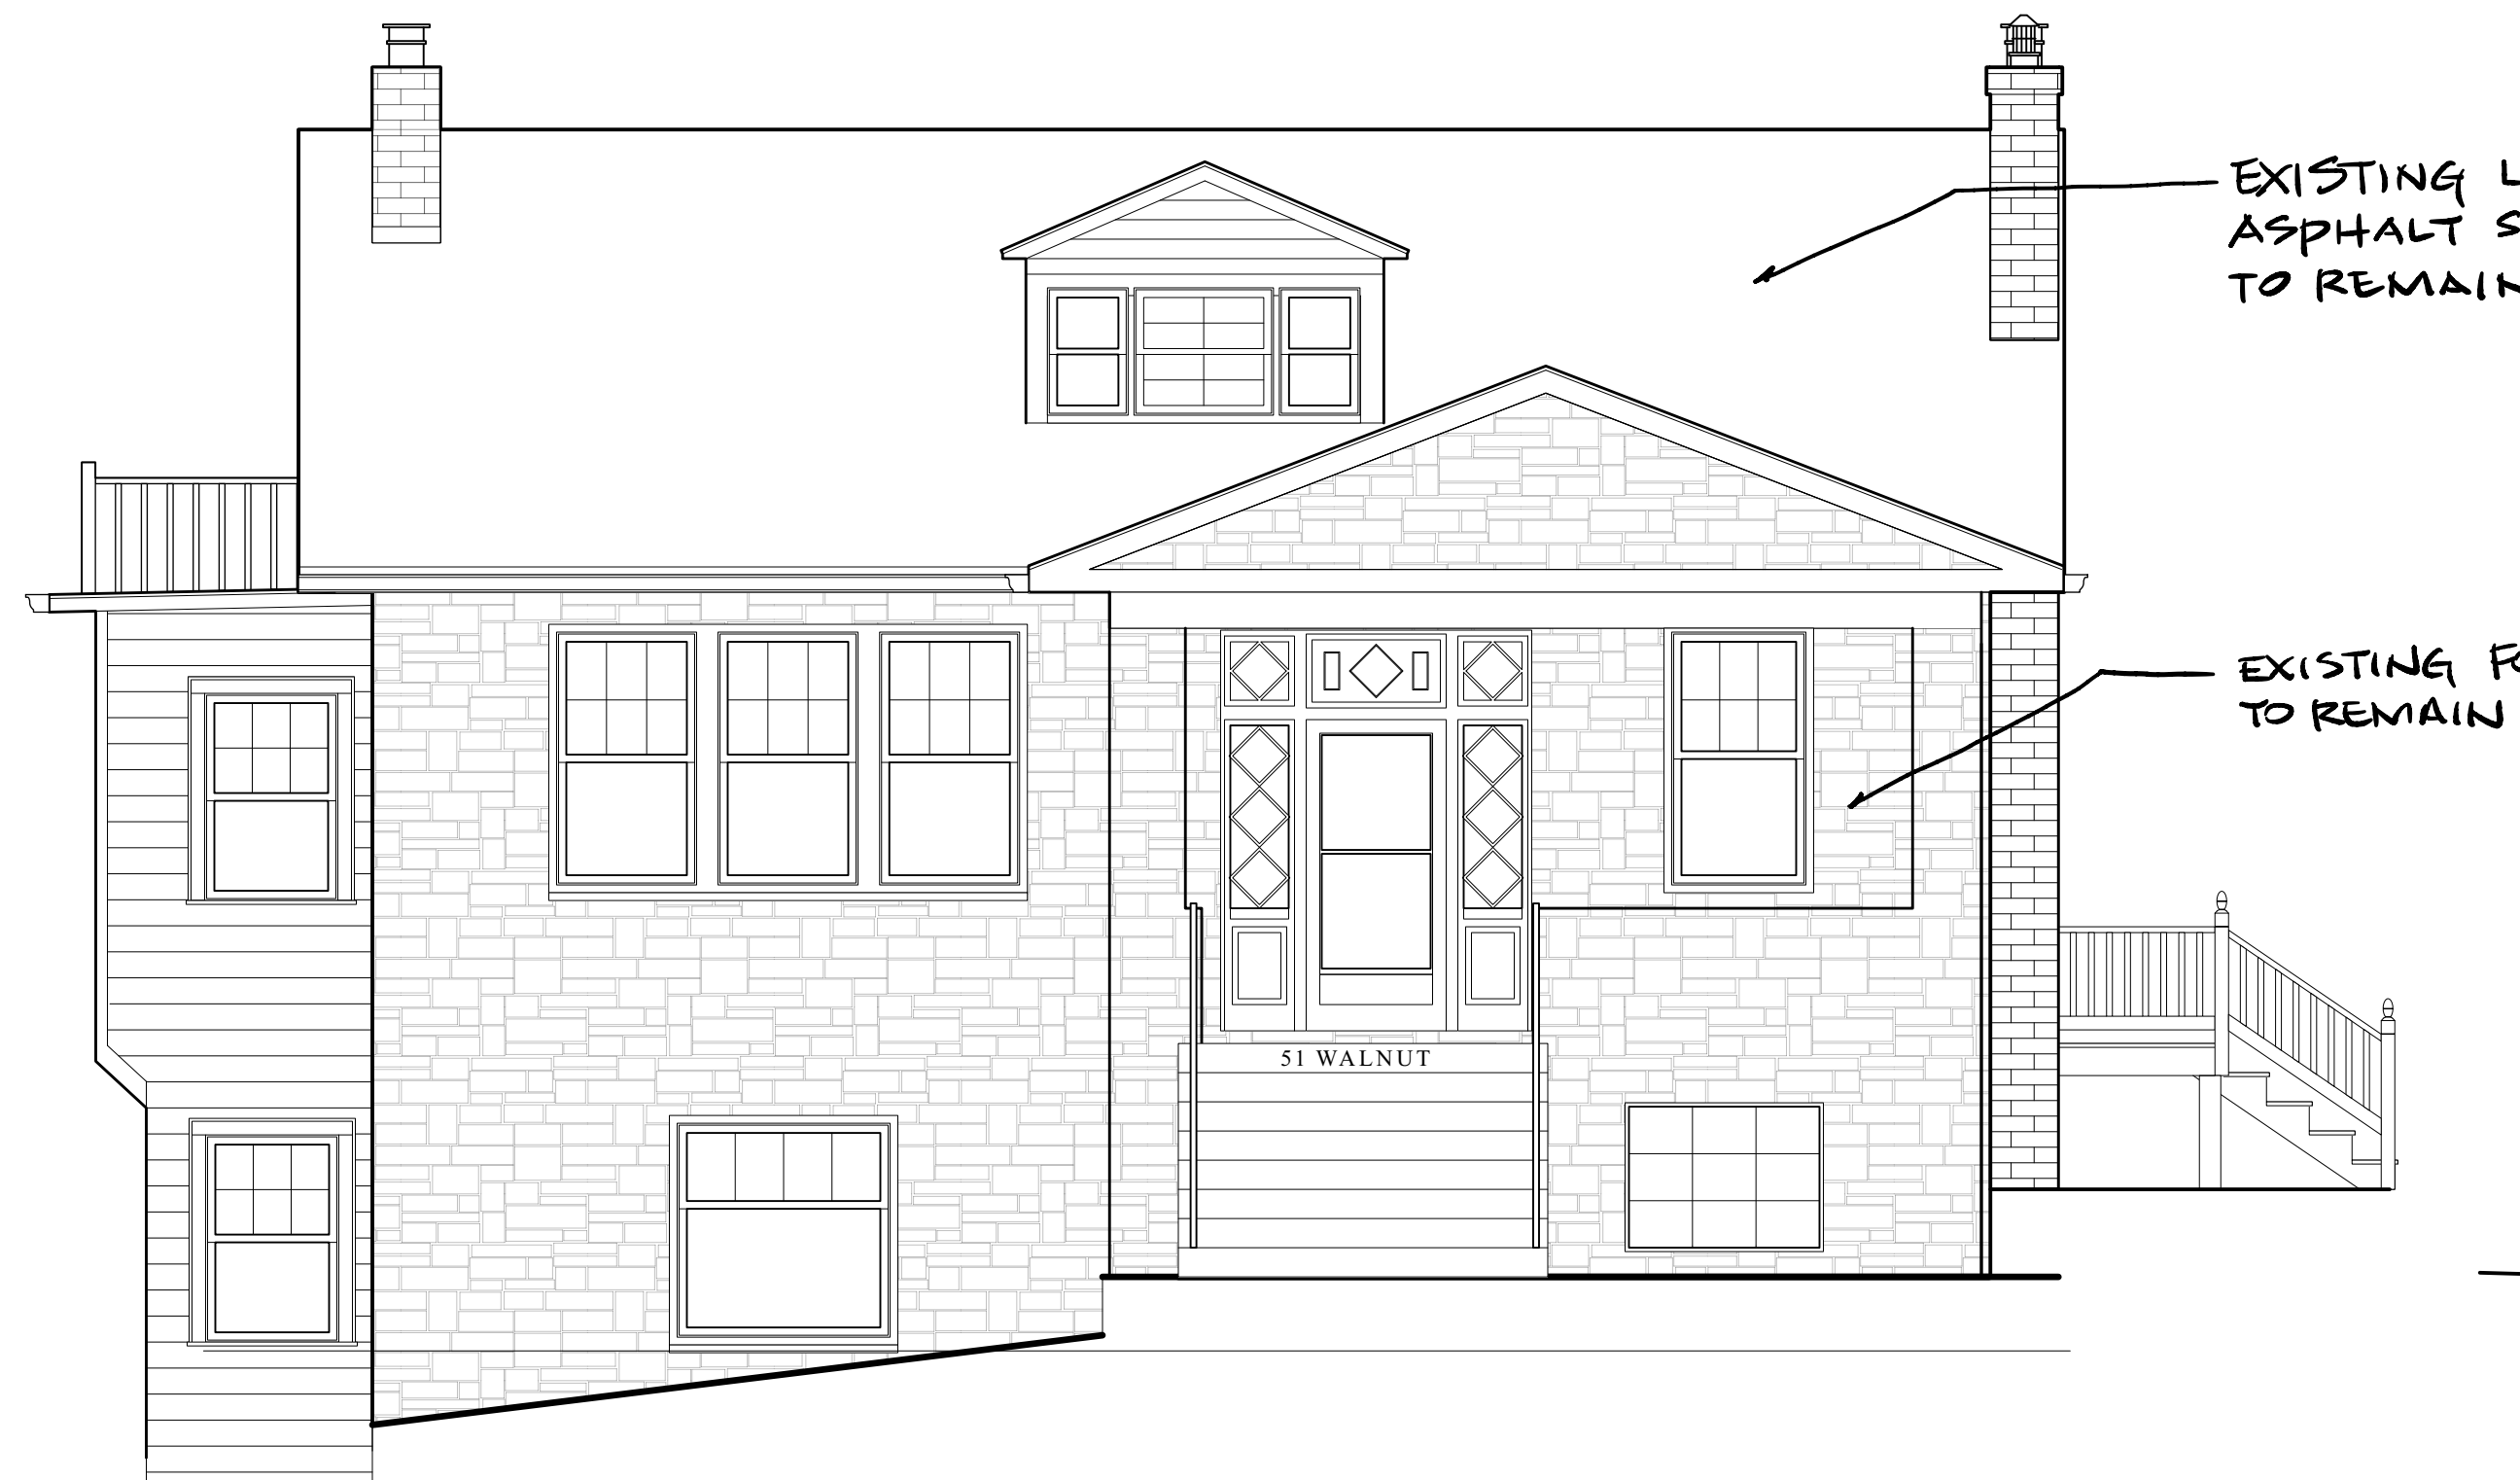 EXISTING
ASPHALT
TO REMAIN
EXISTING
TO REMAIN
51 WALNUT